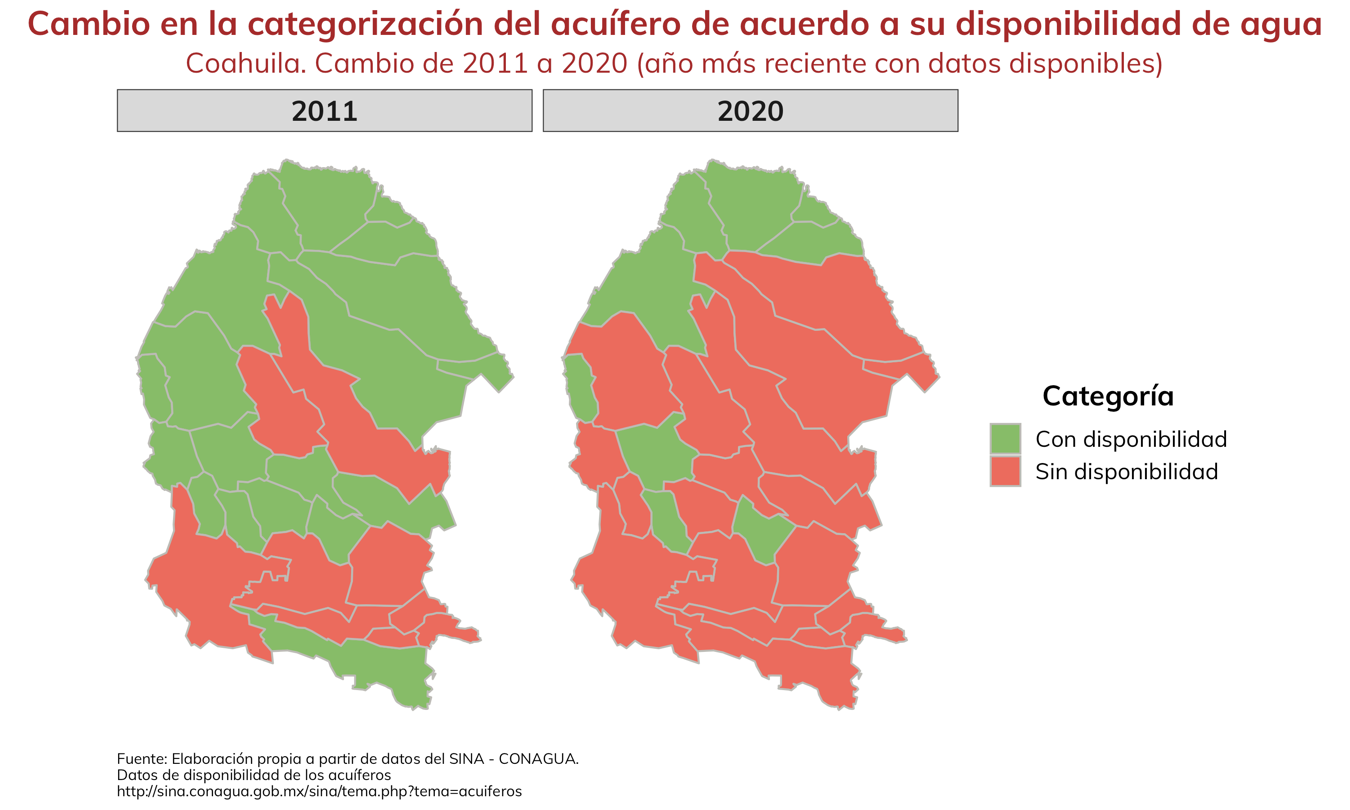 Cambio en la categorización del acuífero de acuerdo a su disponibilidad de agua
Coahuila. Cambio de 2011 a 2020 (año más reciente con datos disponibles)
2011
2020
Categoría
Con disponibilidad
Sin disponibilidad
Fuente: Elaboración propia a partir de datos del SINA - CONAGUA.
Datos de disponibilidad de los acuíferos
http://sina.conagua.gob.mx/sina/tema.php?tema=acuiferos